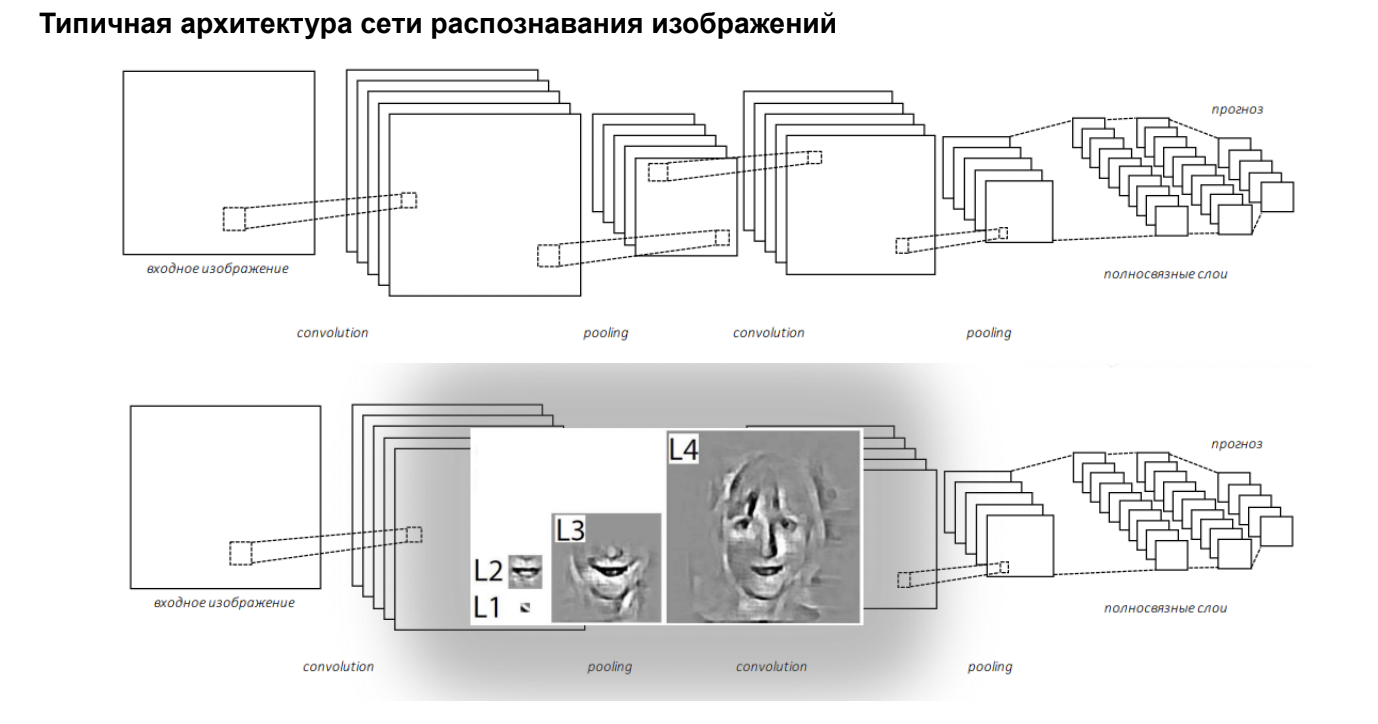 Типичная архитектура сети распознавания изображений
прогноз
входное изображение
полносвязные слои
convolution
pooling
convolution
pooling
L4
прогноз
L3
L2
L1
входное изображение
полносвязные слои
convolution
pooling
convolution
pooling